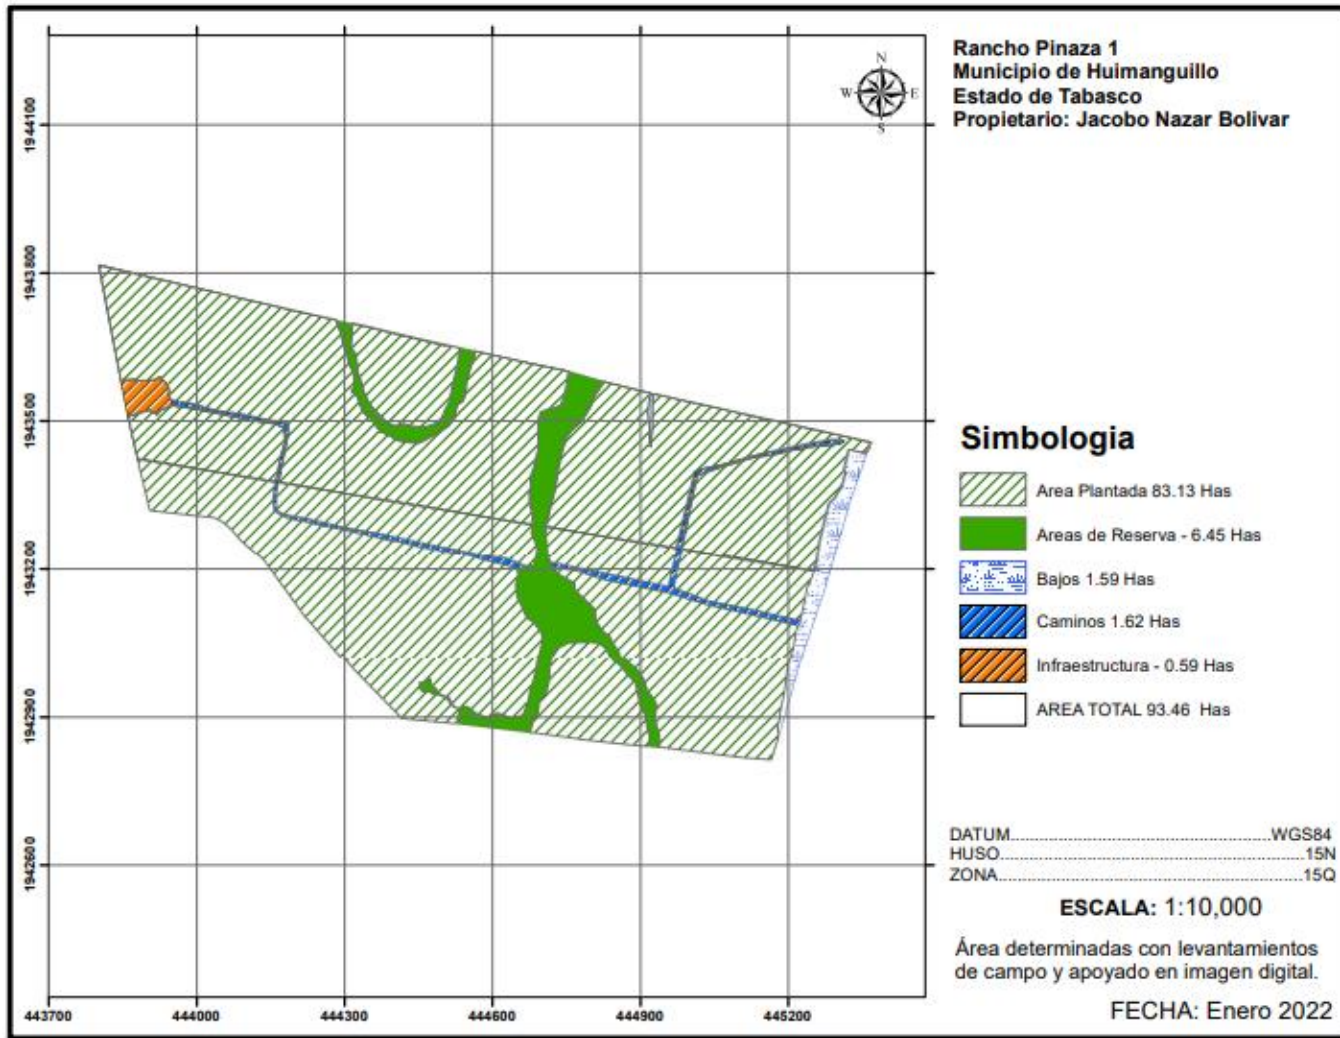 Rancho Pinaza 1
Municipio de Huimanguillo
Estado de Tabasco
Propietario: Jacobo Nazar Bolivar
N
W
E
S
1944100
1943800
1943500
1943200
1942900
1942600
443700
444000
444300
444600
444900
445200
Simbologia
Area Plantada 83.13 Has
Areas de Reserva - 6.45 Has
Bajos 1.59 Has
Caminos 1.62 Has
Infraestructura - 0.59 Has
AREA TOTAL 93.46 Has
DATUM..........WGS84
HUSO..........15N
ZONA..........15Q
ESCALA: 1:10,000
Área determinadas con levantamientos
de campo y apoyado en imagen digital.
FECHA: Enero 2022